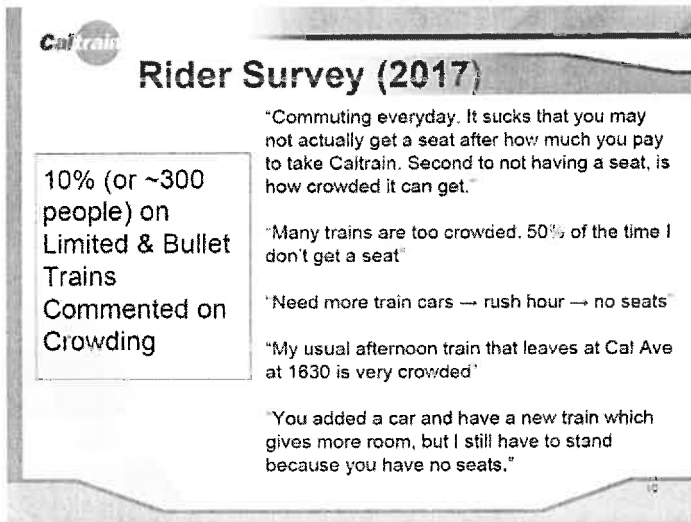 Caltrain
Rider Survey (2017)
10% (or ~300
people) on
Limited & Bullet
Trains
Commented on
Crowding
"Commuting everyday. It sucks that you may
not actually get a seat after how much you pay
to take Caltrain. Second to not having a seat, is
how crowded it can get."
"Many trains are too crowded. 50% of the time I
don't get a seat"
"Need more train cars → rush hour → no seats"
"My usual afternoon train that leaves at Cal Ave
at 1630 is very crowded"
"You added a car and have a new train which
gives more room, but I still have to stand
because you have no seats."